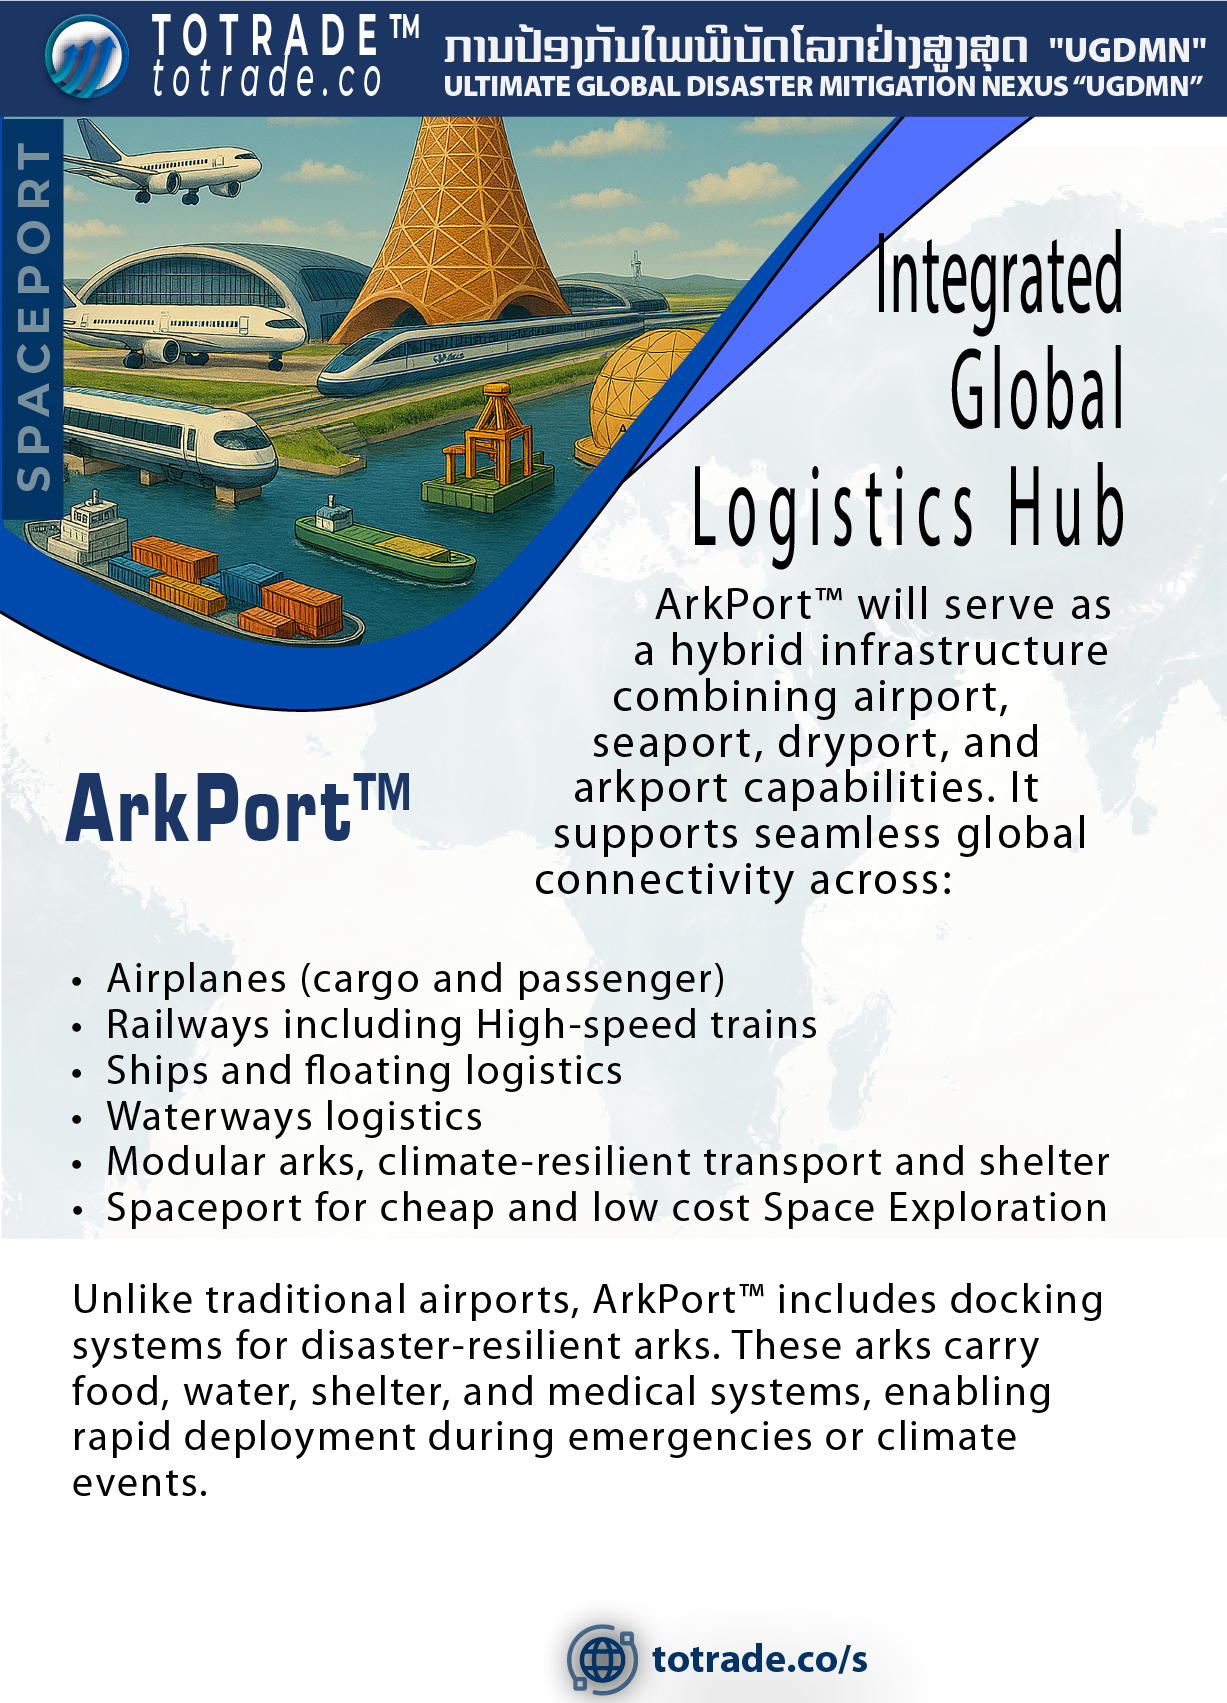 TOTRADE™
totrade.co
ການປ້ອງກັນໄພພິບັດໂລກຢ່າງສູງສຸດ "UGDMN"
ULTIMATE GLOBAL DISASTER MITIGATION NEXUS “UGDMN”
SPACEPORT
Integrated
Global
Logistics Hub
ArkPort™ will serve as
a hybrid infrastructure
combining airport,
seaport, dryport, and
arkport capabilities. It
supports seamless global
connectivity across:
ArkPort™
• Airplanes (cargo and passenger)
• Railways including High-speed trains
• Ships and floating logistics
• Waterways logistics
• Modular arks, climate-resilient transport and shelter
• Spaceport for cheap and low cost Space Exploration
Unlike traditional airports, ArkPort™ includes docking
systems for disaster-resilient arks. These arks carry
food, water, shelter, and medical systems, enabling
rapid deployment during emergencies or climate
events.
totrade.co/s